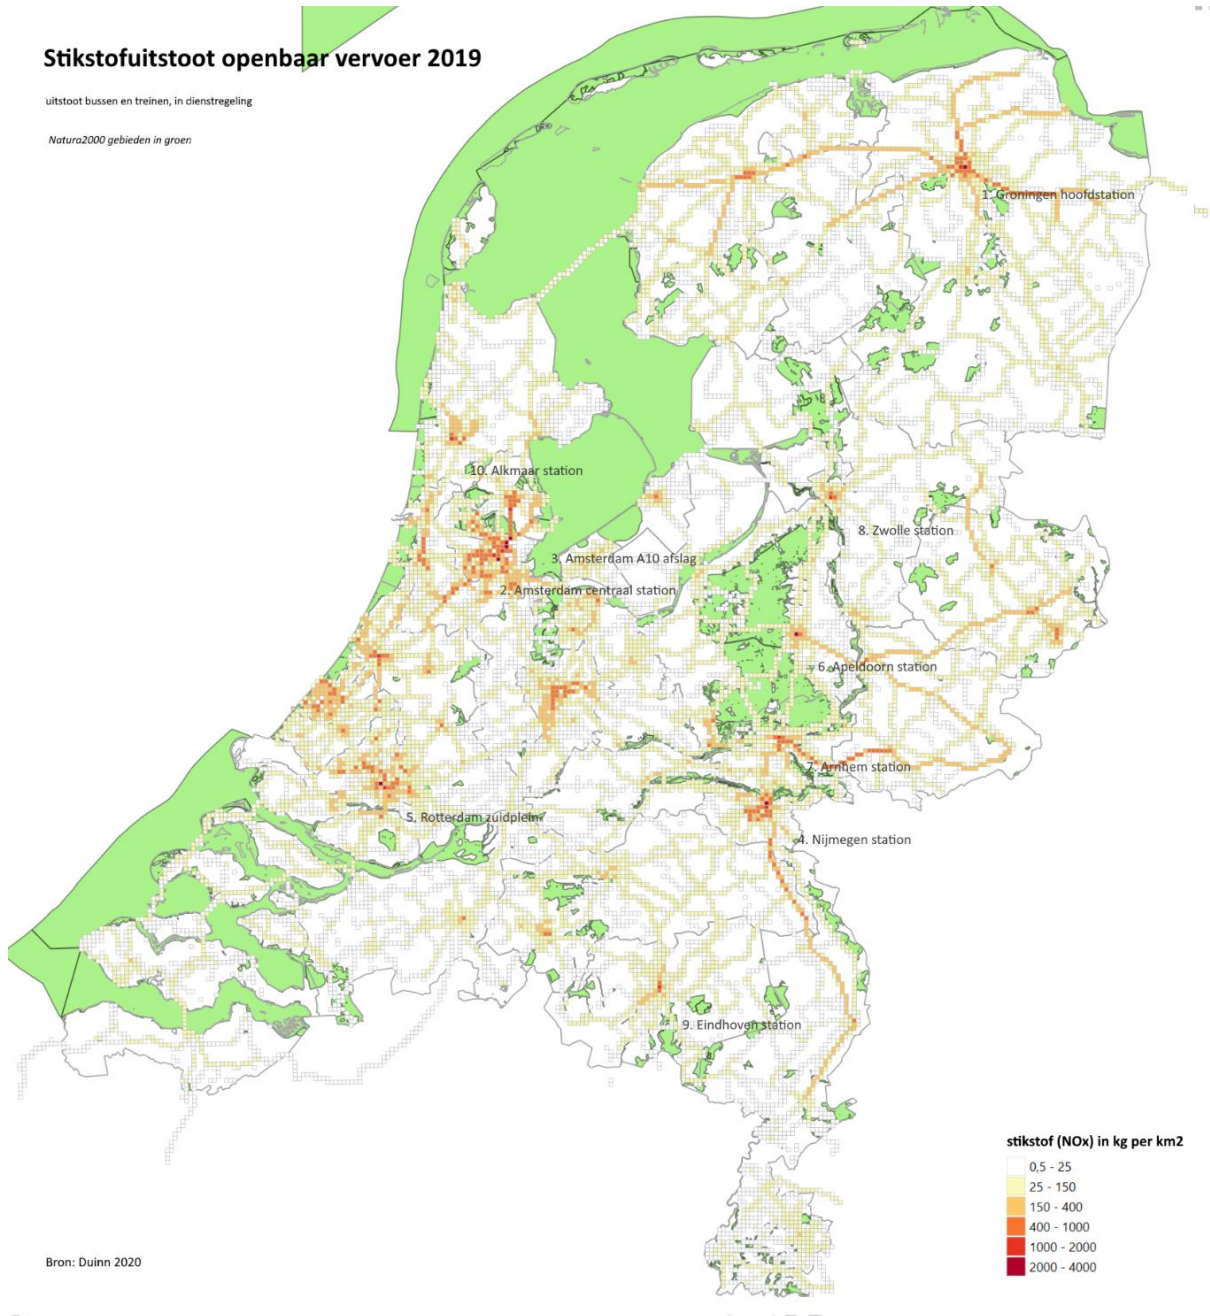 Stikstofuitstoot openbaar vervoer 2019
uitstoot bussen en treinen, in dienstregeling
Natura2000 gebieden in groen
1. Groningen hoofdstation
10. Alkmaar station
8. Zwolle station
3. Amsterdam A10 afslag
2. Amsterdam centraal station
6. Apeldoorn station
7. Arnhem station
5. Rotterdam zuidplein
4. Nijmegen station
9. Eindhoven station
stikstof (NOx) in kg per km2
0,5 - 25
25 - 150
150 - 400
400 - 1000
1000 - 2000
2000 - 4000
Bron: Duinn 2020